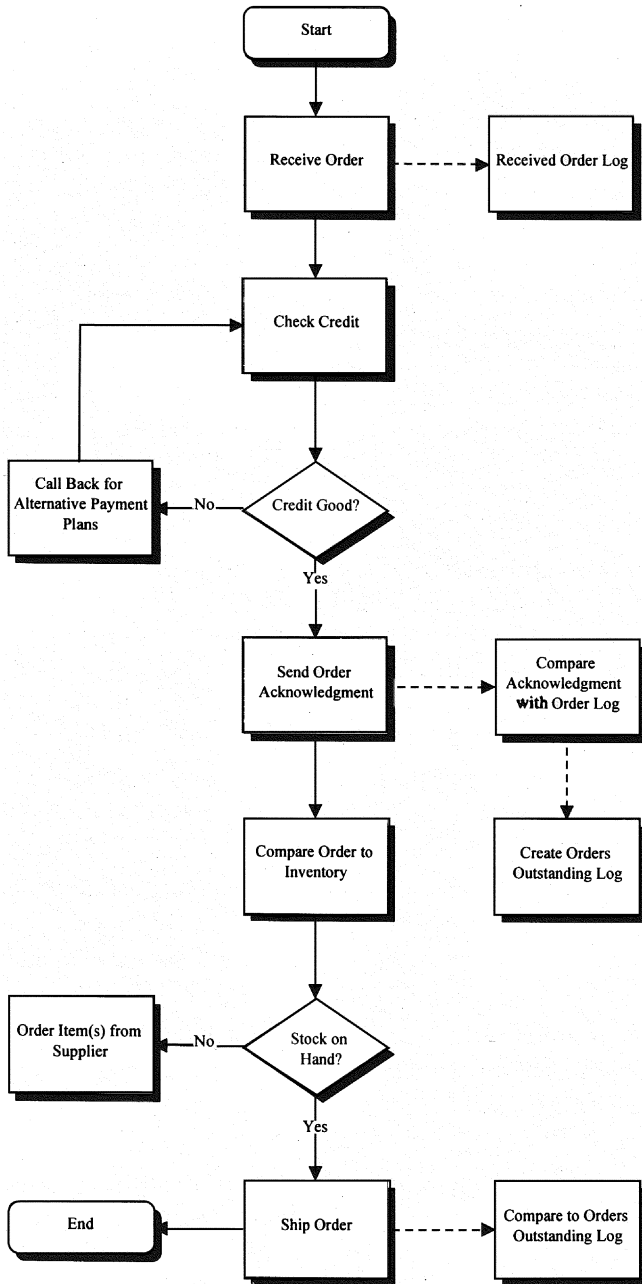 Start
Receive Order
Received Order Log
Check Credit
Call Back for
Alternative Payment
Plans
No
Credit Good?
Yes
Send Order
Acknowledgment
Compare
Acknowledgment
with Order Log
Compare Order to
Inventory
Create Orders
Outstanding Log
Order Item(s) from
Supplier
No
Stock on
Hand?
Yes
End
Ship Order
Compare to Orders
Outstanding Log